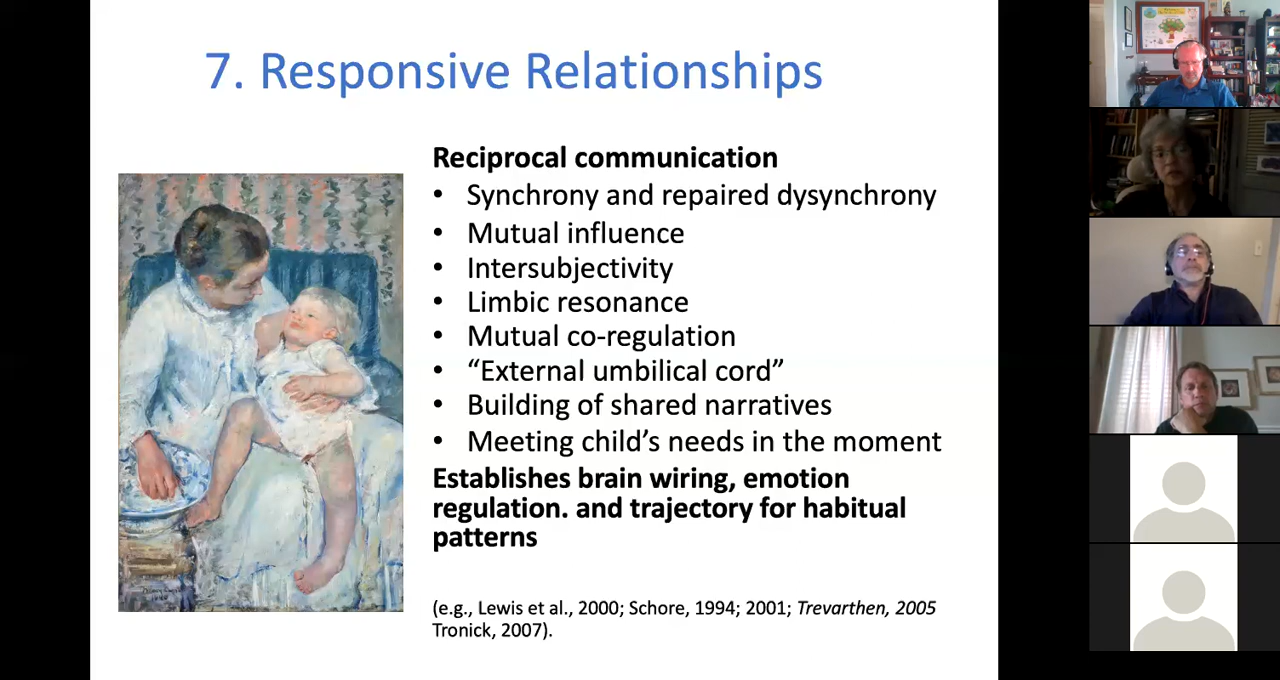 7. Responsive Relationships
Reciprocal communication
• Synchrony and repaired dysynchrony
• Mutual influence
• Intersubjectivity
• Limbic resonance
• Mutual co-regulation
• “External umbilical cord”
• Building of shared narratives
• Meeting child’s needs in the moment
Establishes brain wiring, emotion
regulation. and trajectory for habitual
patterns
(e.g., Lewis et al., 2000; Schore, 1994; 2001; Trevarthen, 2005
Tronick, 2007).